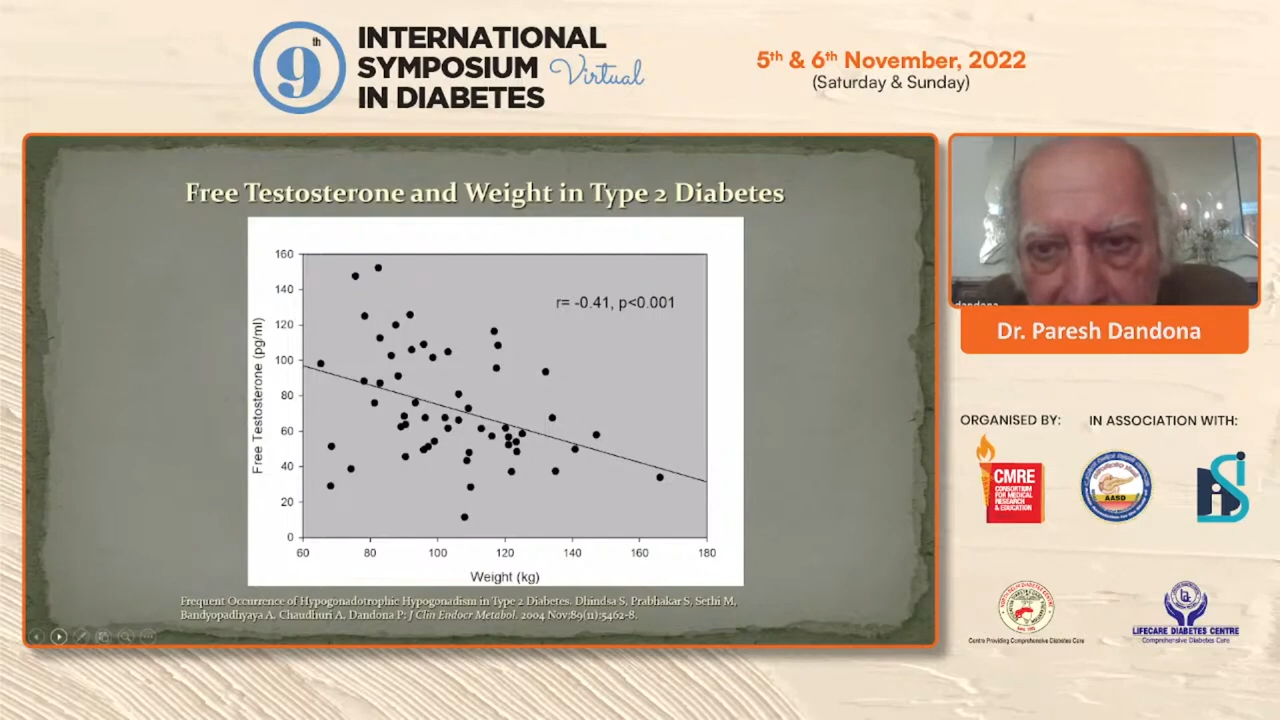 9th
INTERNATIONAL
SYMPOSIUM Virtual
IN DIABETES
5th & 6th November, 2022
(Saturday & Sunday)
Free Testosterone and Weight in Type 2 Diabetes
r= -0.41, p<0.001
Free Testosterone (pg/ml)
160
140
120
100
80
60
40
20
0
60 80 100 120 140 160 180
Weight (kg)
Frequent Occurrence of Hypogonadotrophic Hypogonadism in Type 2 Diabetes. Dhindsa S, Prabhakar S, Sethi M,
Bandyopadhyaya A, Chaudhuri A, Dandona P: J Clin Endocr Metabol. 2004 Nov;89(11):5462-8.
dandona
Dr. Paresh Dandona
ORGANISED BY:
IN ASSOCIATION WITH:
CMRE
CONSORTIUM
FOR MEDICAL
RESEARCH
& EDUCATION
AASD
Centre Providing Comprehensive Diabetes Care
LIFECARE DIABETES CENTRE
Comprehensive Diabetes Care